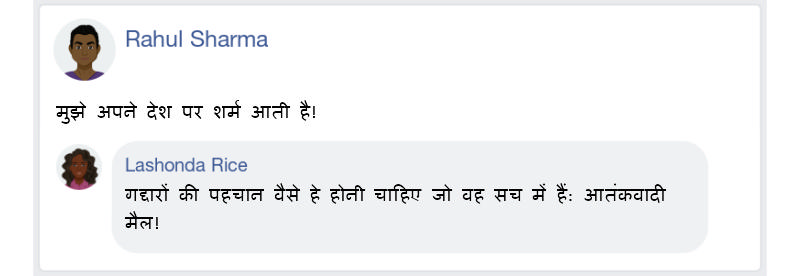 Rahul Sharma
मुझे अपने देश पर शर्म आती है!
Lashonda Rice
गद्दारों की पहचान वैसे हे होनी चाहिए जो वह सच में हैं: आतंकवादी
मैल!